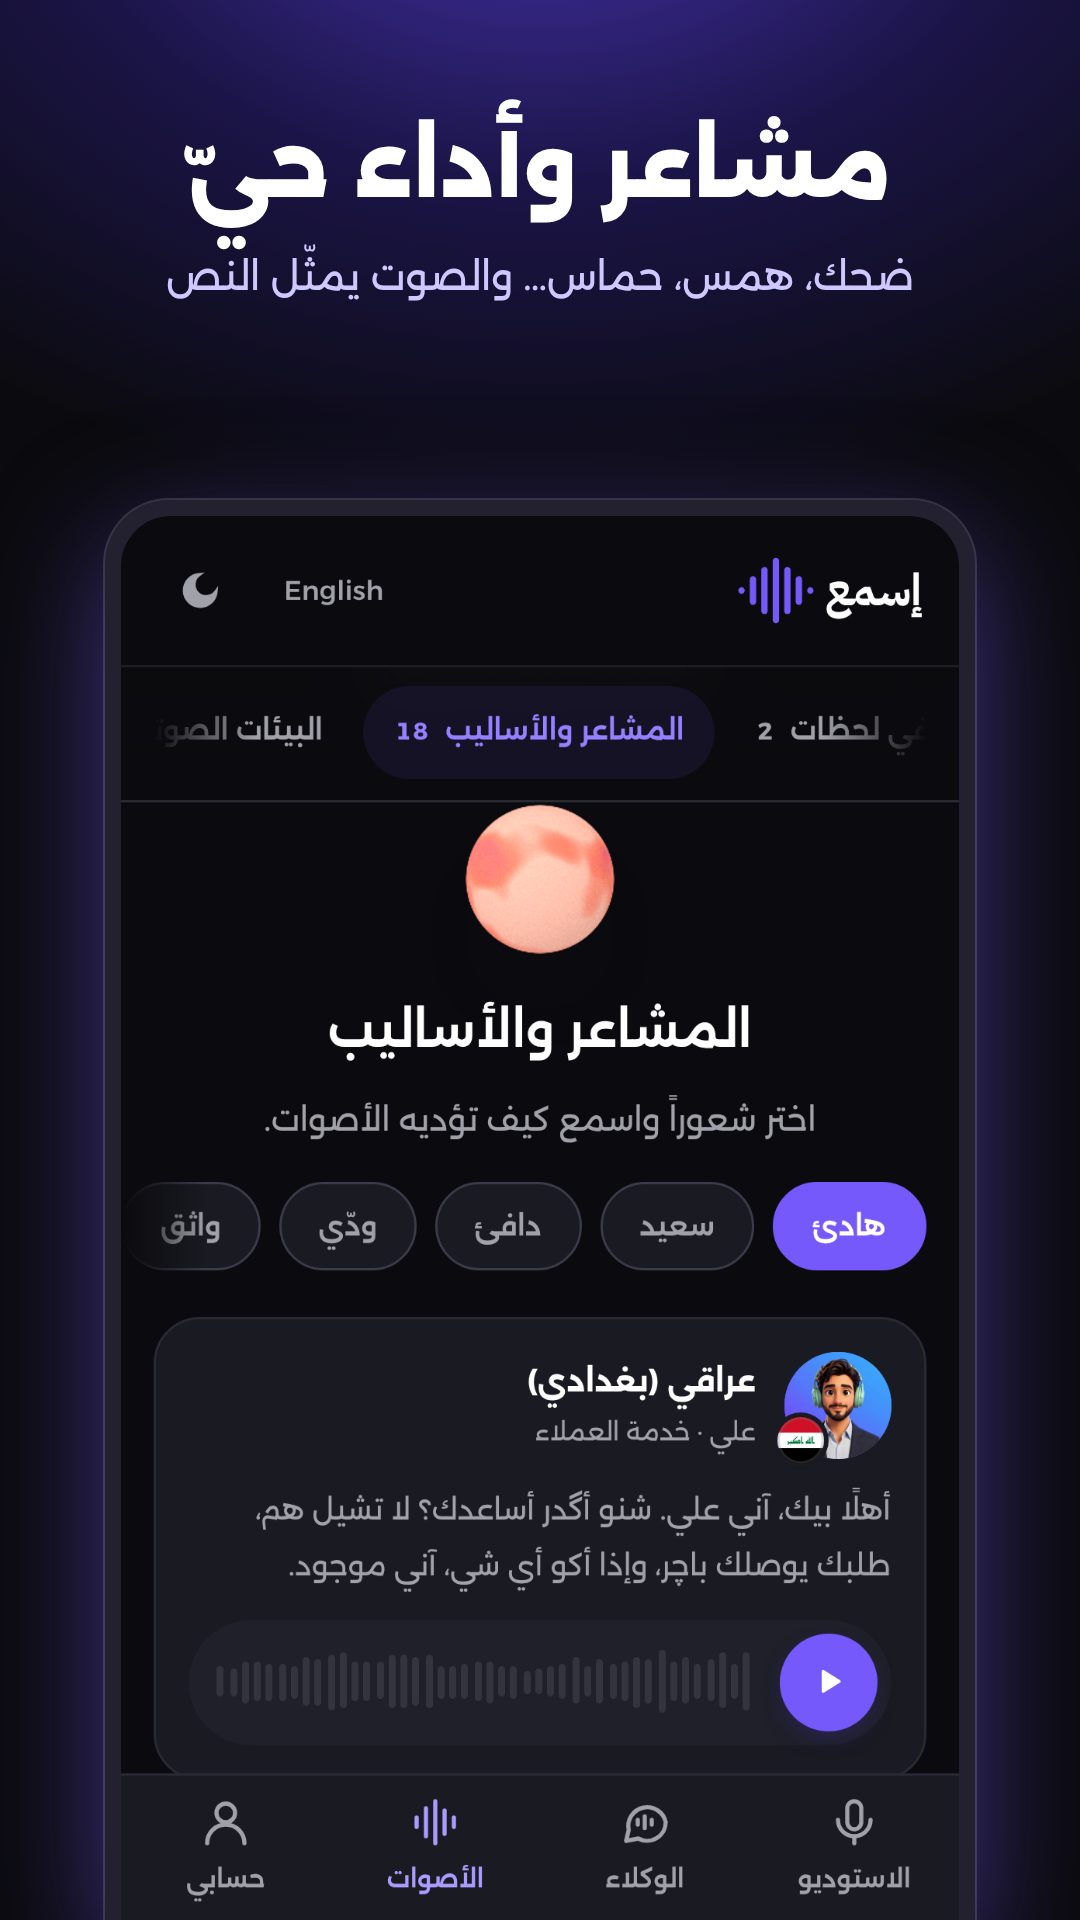 مشاعر وأداء حيّ
ضحك، همس، حماس... والصوت يمثّل النص
إسمع
English
في لحظات 2
المشاعر والأساليب 18
البيئات
المشاعر والأساليب
اختر شعوراً واسمع كيف تؤديه الأصوات.
هادئ
سعيد
دافئ
ودّي
واثق
عراقي (بغدادي)
علي · خدمة العملاء
أهلًا بيك، آني علي. شنو أگدر أساعدك؟ لا تشيل هم،
طلبك يوصلك باچر، وإذا أكو أي شي، آني موجود.
الاستوديو
الوكلاء
الأصوات
حسابي